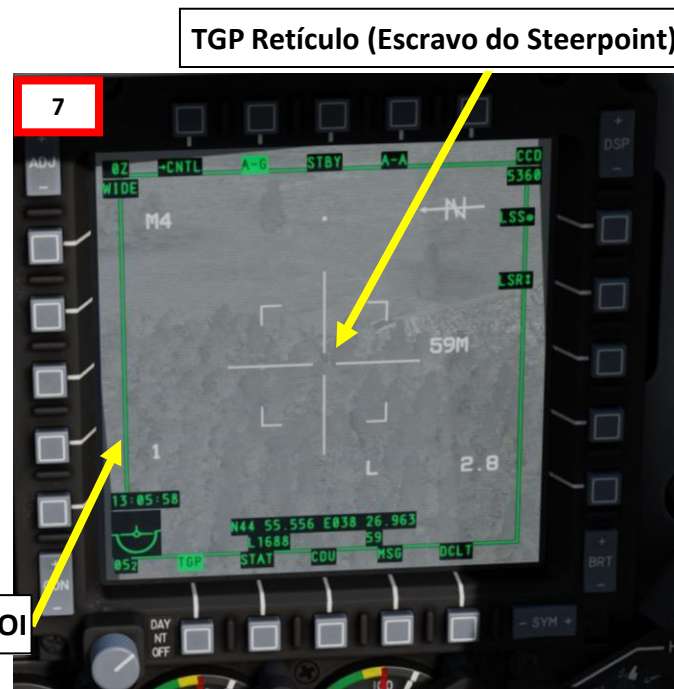 TGP Retículo (Escravo do Steerpoint)
7
ADJ
DSP
0Z →CNTL A-G STBY A-A CCD
WIDE 5360
M4 N
LSS
LSR
59M
1 2.8
L
13:05:58
N44 55.556 E038 26.963
L1688 59
052 TGP STAT CDU MSG DCLT
BRT
OI
DAY
NT
OFF
- SYM +